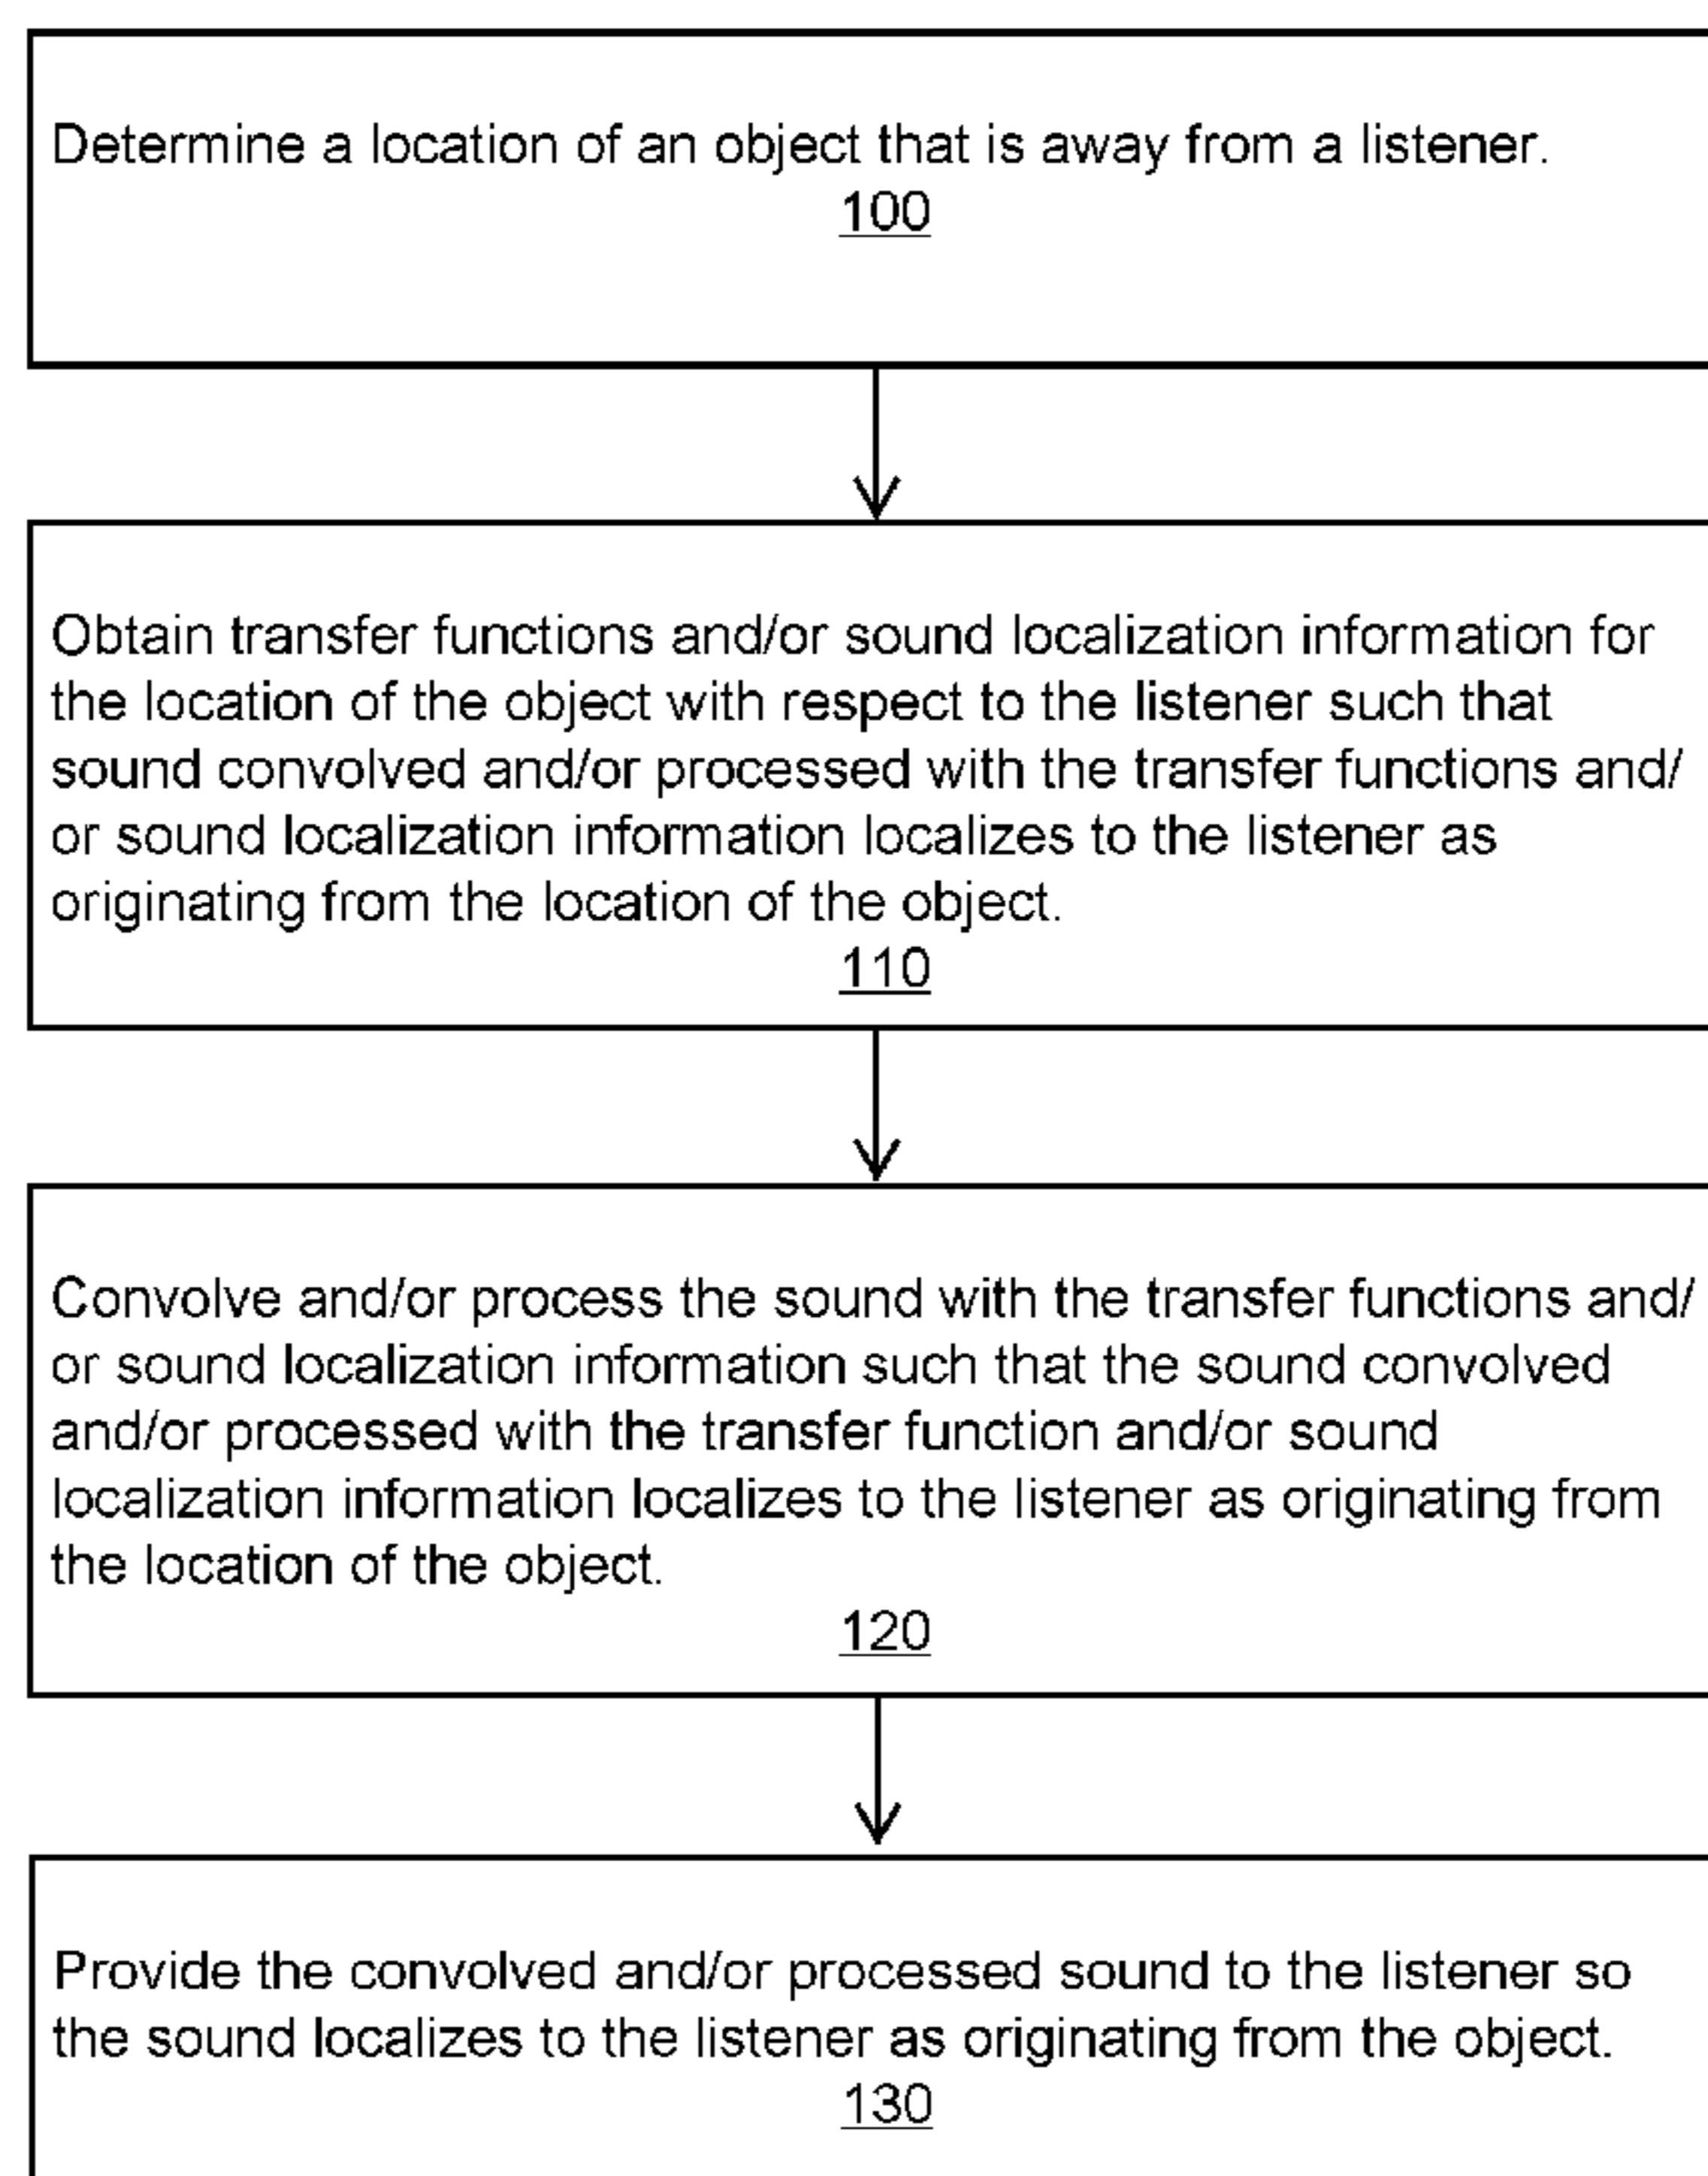 Determine a location of an object that is away from a listener.
100
Obtain transfer functions and/or sound localization information for
the location of the object with respect to the listener such that
sound convolved and/or processed with the transfer functions and/
or sound localization information localizes to the listener as
originating from the location of the object.
110
Convolve and/or process the sound with the transfer functions and/
or sound localization information such that the sound convolved
and/or processed with the transfer function and/or sound
localization information localizes to the listener as originating from
the location of the object.
120
Provide the convolved and/or processed sound to the listener so
the sound localizes to the listener as originating from the object.
130